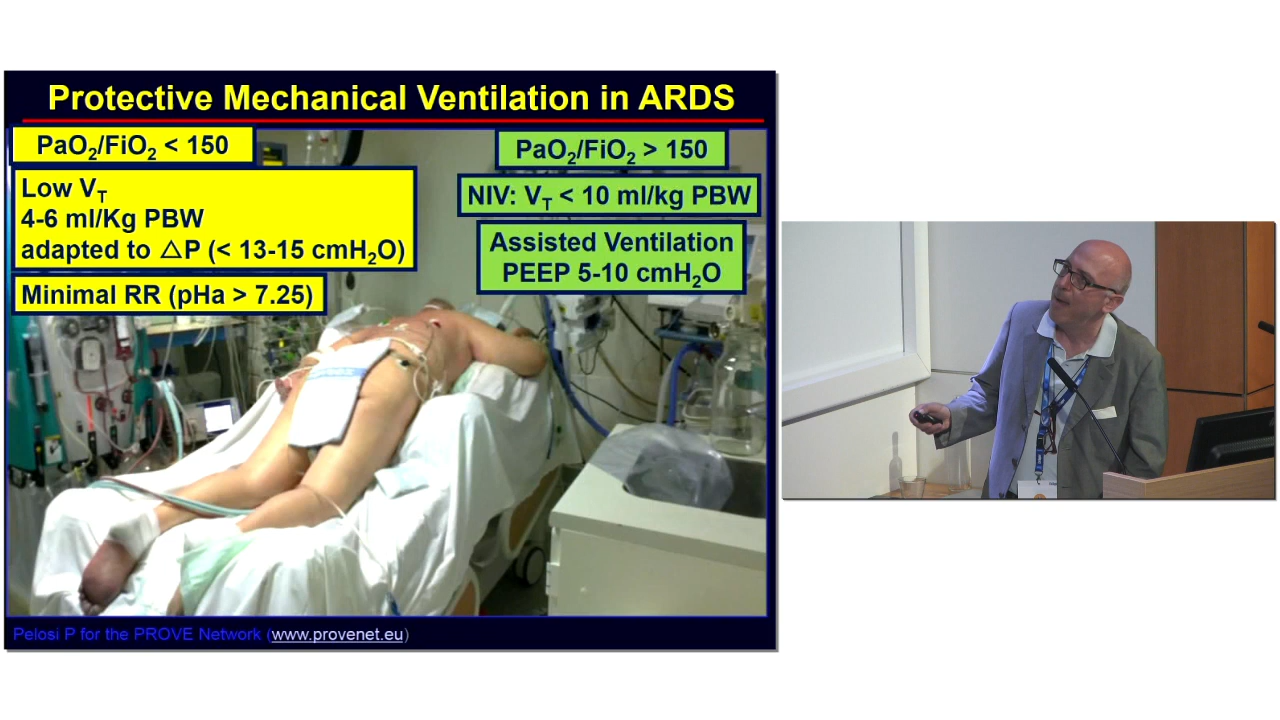 Protective Mechanical Ventilation in ARDS
PaO₂/FiO₂ < 150
Low V_T
4-6 ml/Kg PBW
adapted to △P (< 13-15 cmH₂O)
Minimal RR (pHa > 7.25)
PaO₂/FiO₂ > 150
NIV: V_T < 10 ml/kg PBW
Assisted Ventilation
PEEP 5-10 cmH₂O
Pelosi P for the PROVE Network (www.provenet.eu)